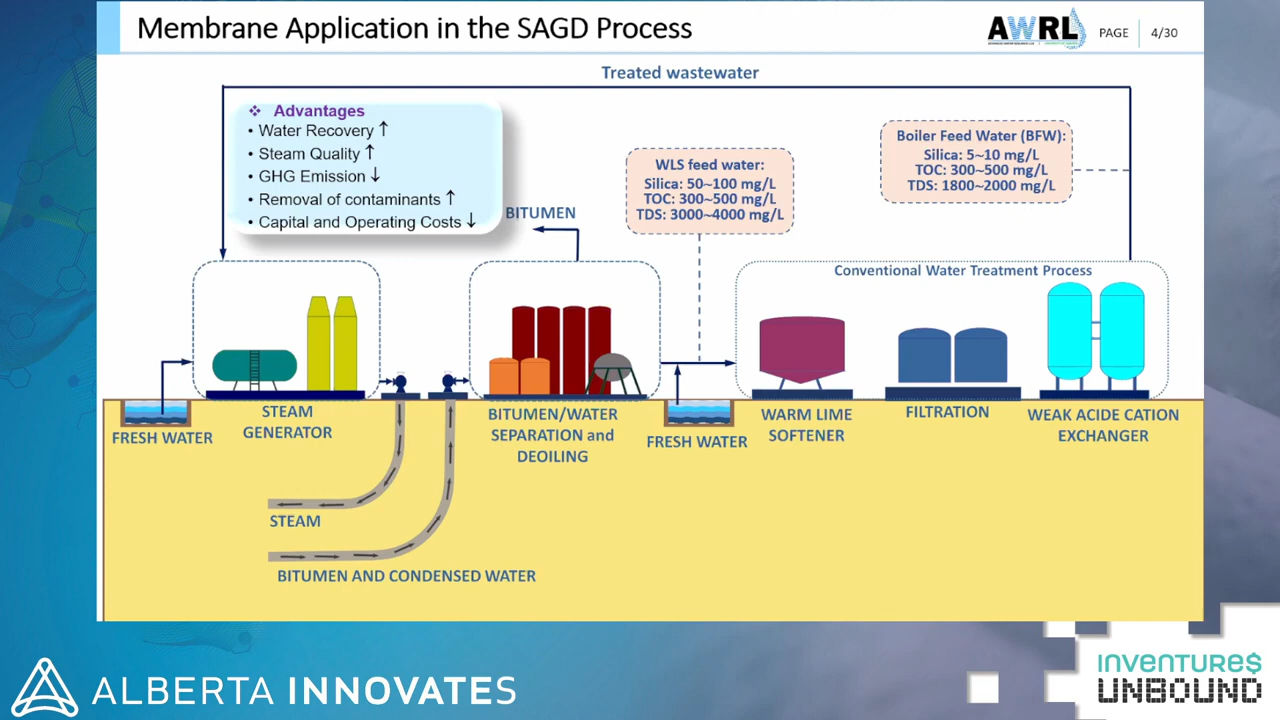 Membrane Application in the SAGD Process
AWRL
PAGE
4/30
Treated wastewater
❖ Advantages
• Water Recovery ↑
• Steam Quality ↑
• GHG Emission ↓
• Removal of contaminants ↑
• Capital and Operating Costs ↓
BITUMEN
WLS feed water:
Silica: 50~100 mg/L
TOC: 300~500 mg/L
TDS: 3000~4000 mg/L
Boiler Feed Water (BFW):
Silica: 5~10 mg/L
TOC: 300~500 mg/L
TDS: 1800~2000 mg/L
Conventional Water Treatment Process
FRESH WATER
STEAM
GENERATOR
BITUMEN/WATER
SEPARATION and
DEOILING
FRESH WATER
WARM LIME
SOFTENER
FILTRATION
WEAK ACIDE CATION
EXCHANGER
STEAM
BITUMEN AND CONDENSED WATER
ALBERTA INNOVATES
INVENTURE$
UNBOUND